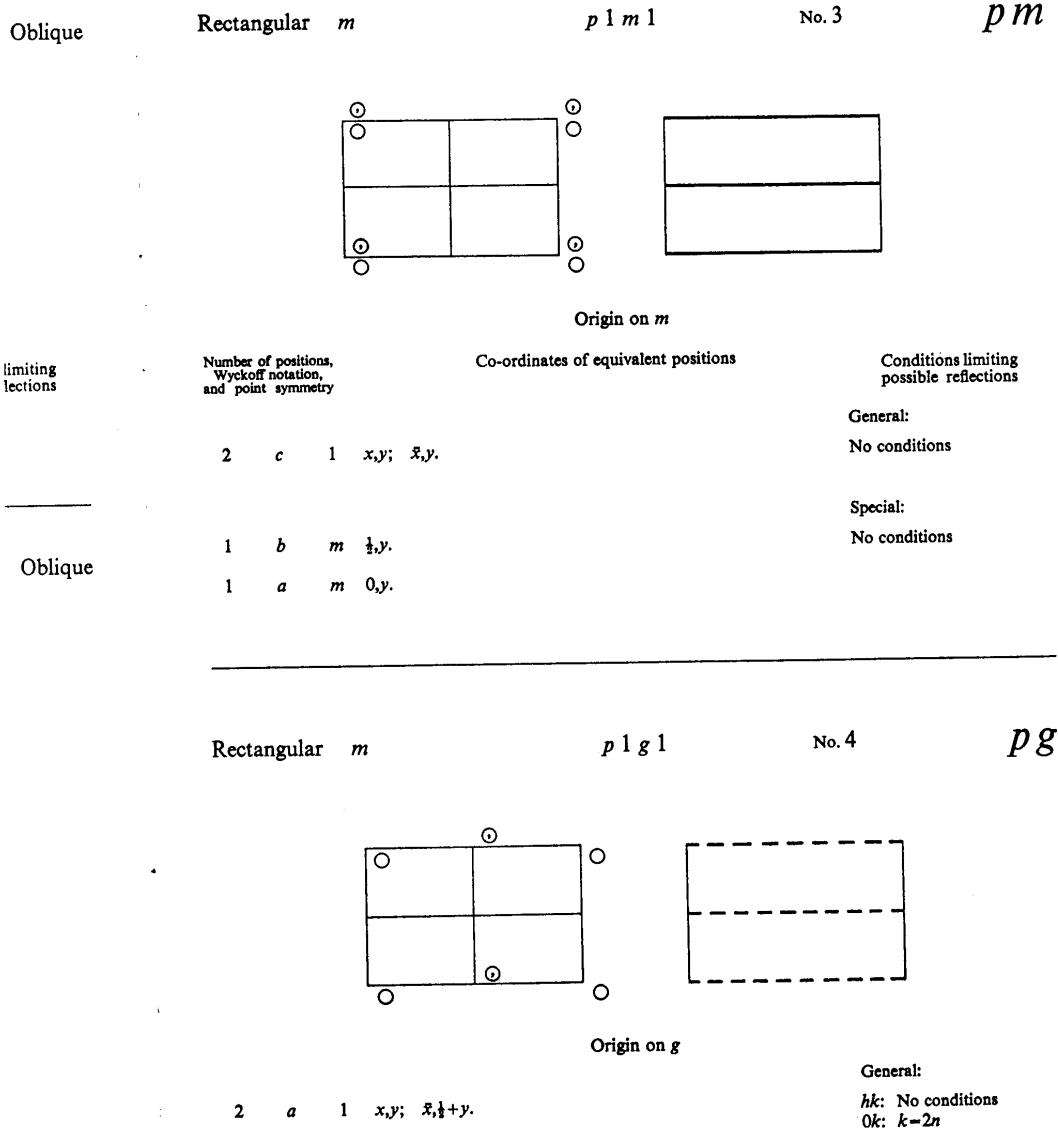 Oblique
Rectangular m p 1 m 1 No. 3 pm
Origin on m
limiting
lections
Number of positions,
Wyckoff notation,
and point symmetry
Co-ordinates of equivalent positions
Conditions limiting
possible reflections
General:
2 c 1 x,y; x̄,y. No conditions
Special:
1 b m ½,y. No conditions
Oblique
1 a m 0,y.
Rectangular m p 1 g 1 No. 4 pg
Origin on g
General:
hk: No conditions
2 a 1 x,y; x̄,½+y. 0k: k=2n